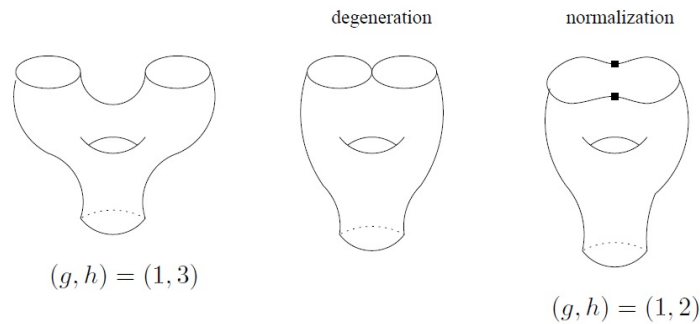 degeneration
normalization
(g, h) = (1, 3)
(g, h) = (1, 2)